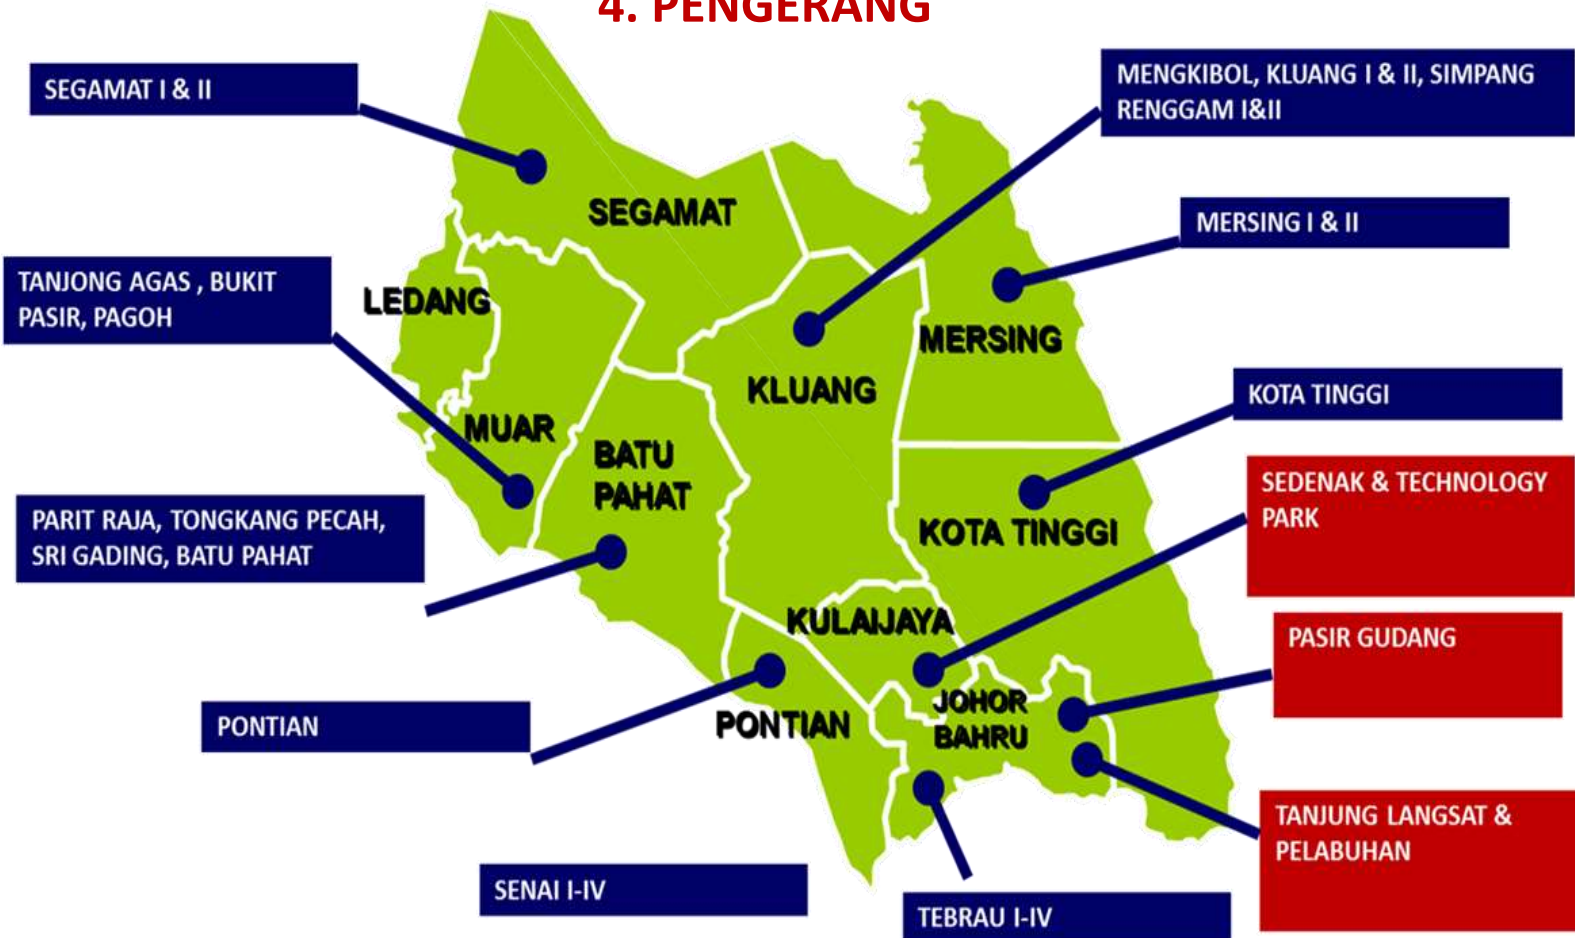 4. PENGERANG
SEGAMAT I & II
MENGKIBOL, KLUANG I & II, SIMPANG
RENGGAM I&II
SEGAMAT
MERSING I & II
TANJONG AGAS , BUKIT
PASIR, PAGOH
LEDANG
MERSING
KLUANG
KOTA TINGGI
MUAR
BATU
PAHAT
SEDENAK & TECHNOLOGY
PARK
PARIT RAJA, TONGKANG PECAH,
SRI GADING, BATU PAHAT
KOTA TINGGI
KULAIJAYA
PASIR GUDANG
PONTIAN
PONTIAN
JOHOR
BAHRU
TANJUNG LANGSAT &
PELABUHAN
SENAI I-IV
TEBRAU I-IV